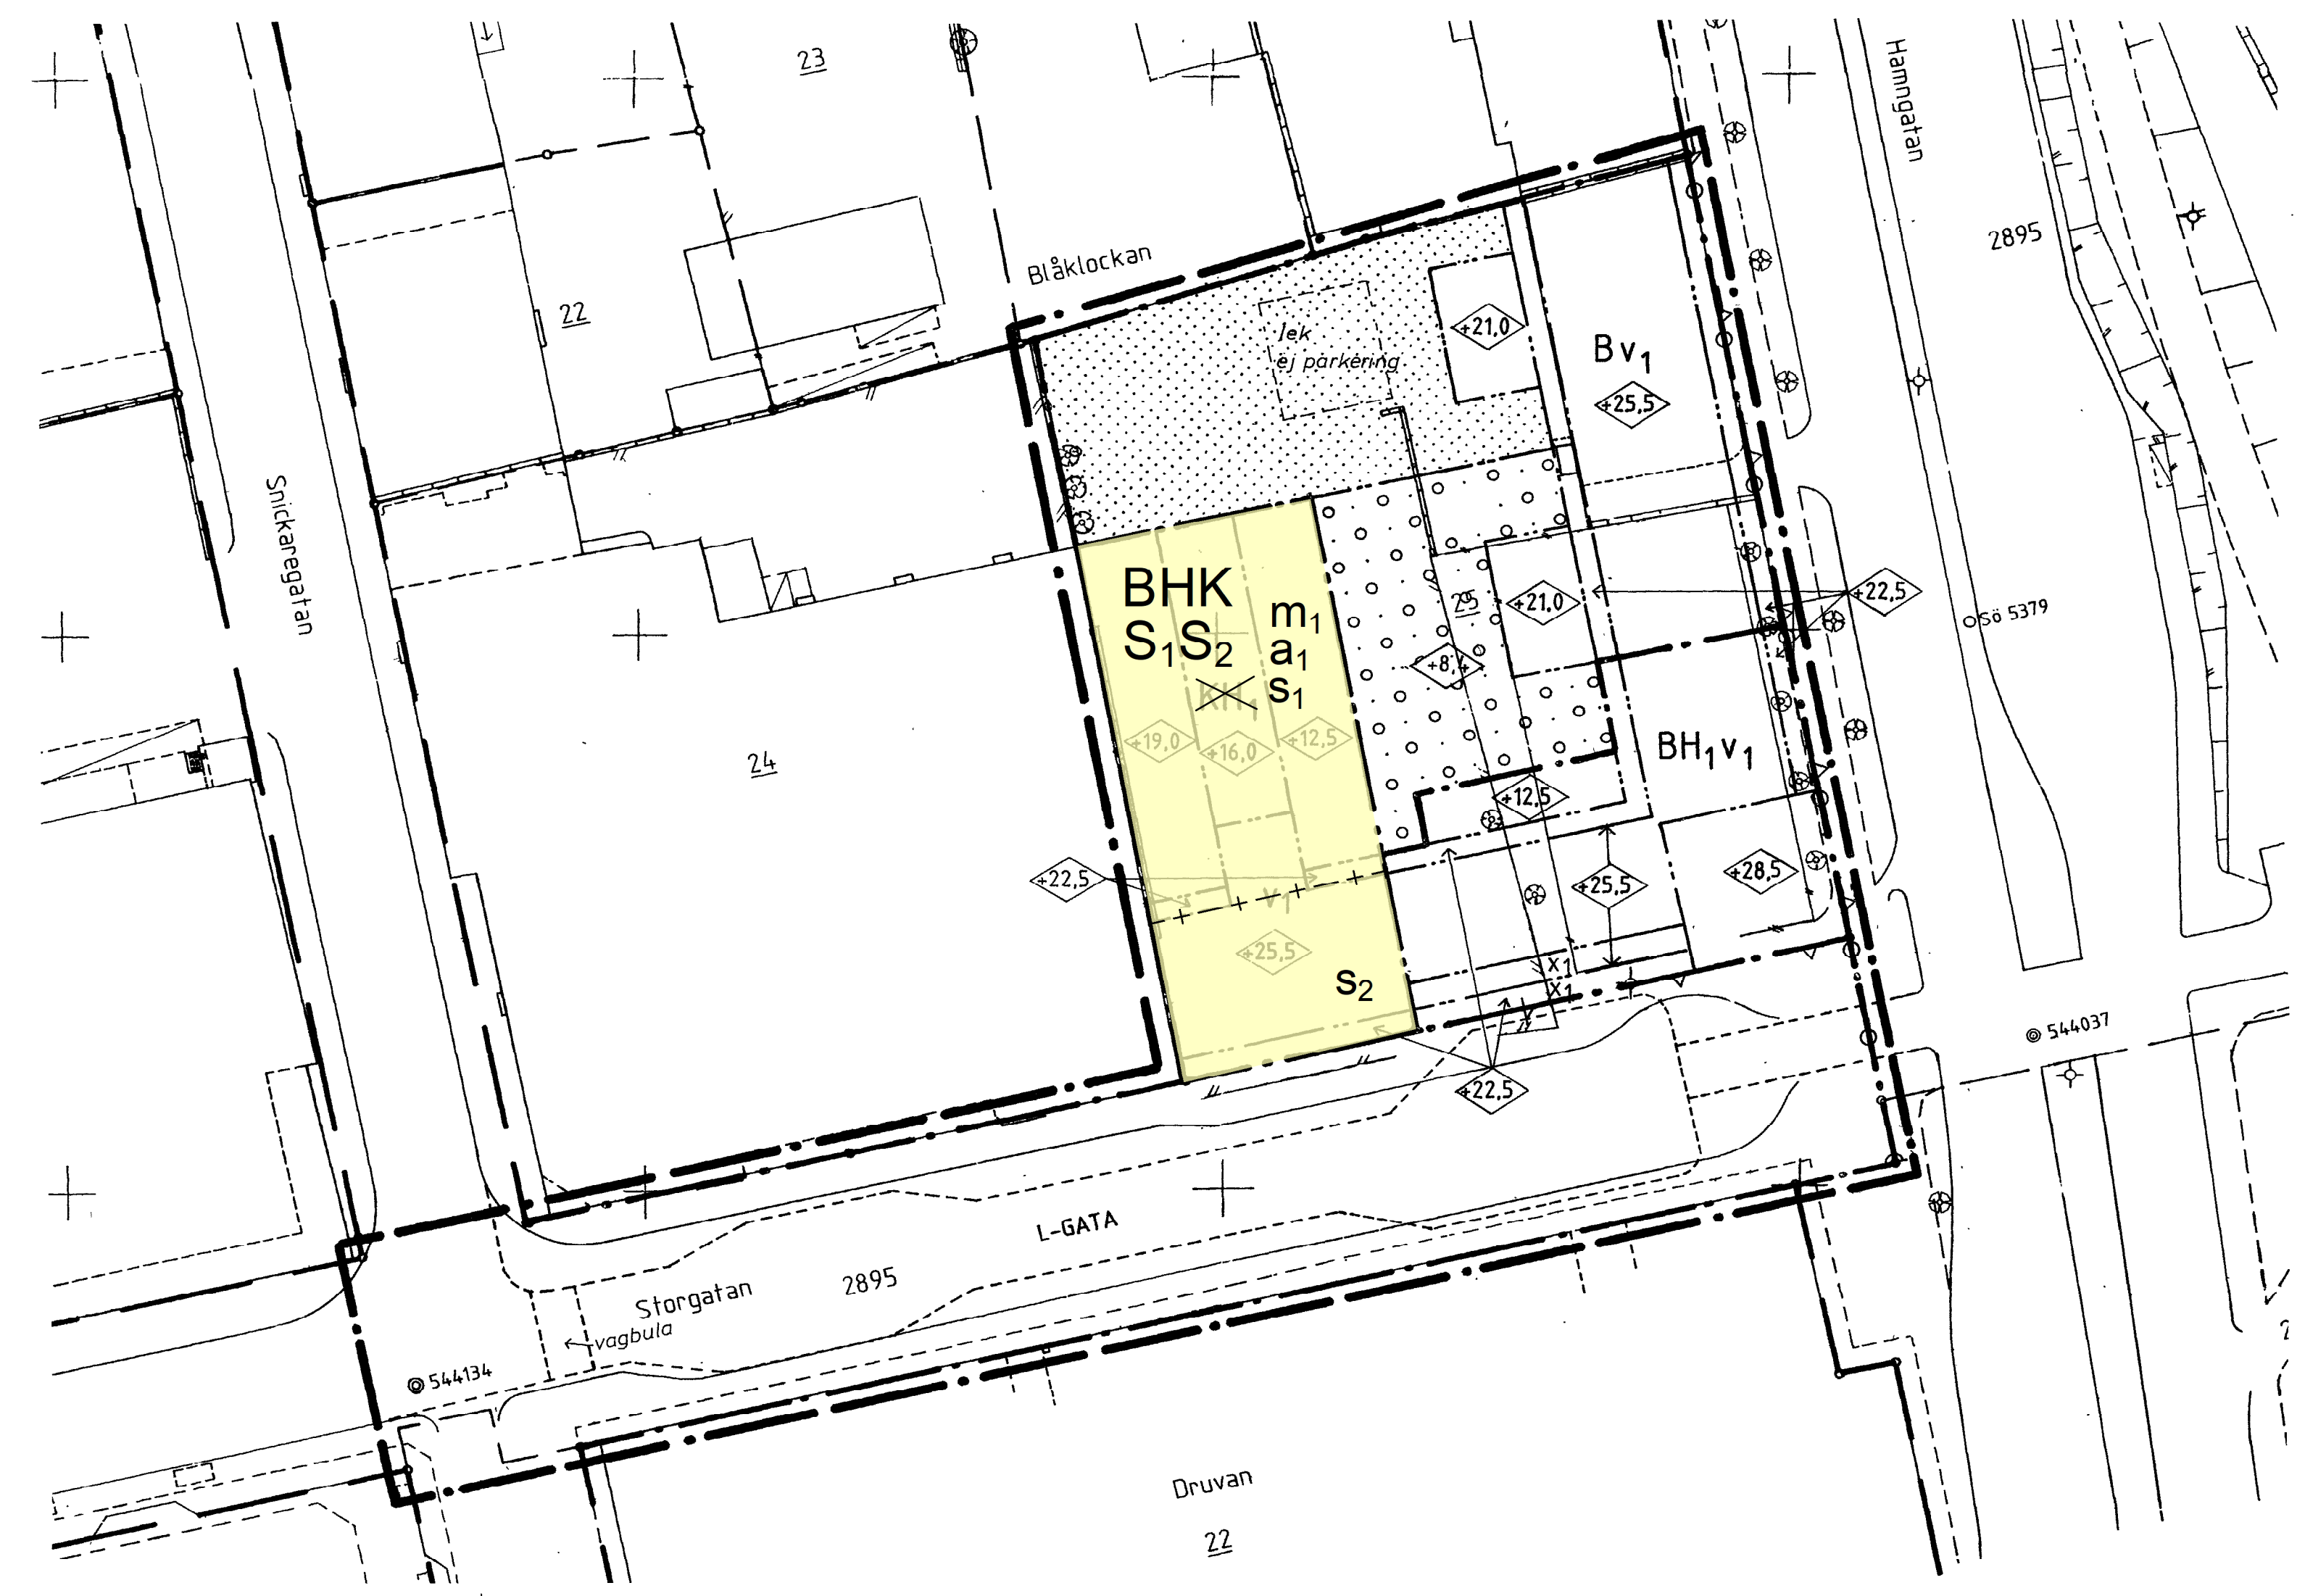 23
Hamngatan
2895
Blåklockan
22
lek
ej parkering
+21,0
Bv₁
+25,5
Snickaregatan
BHK
S₁S₂
m₁
a₁
s₁
KH₁
25
+21,0
+22,5
Sö 5379
+8,4
24
+19,0
+16,0
+12,5
BH₁v₁
+12,5
+22,5
v₁
+25,5
+25,5
+28,5
s₂
x₁
x₁
544037
+22,5
L-GATA
Storgatan
2895
vagbula
544134
Druvan
22